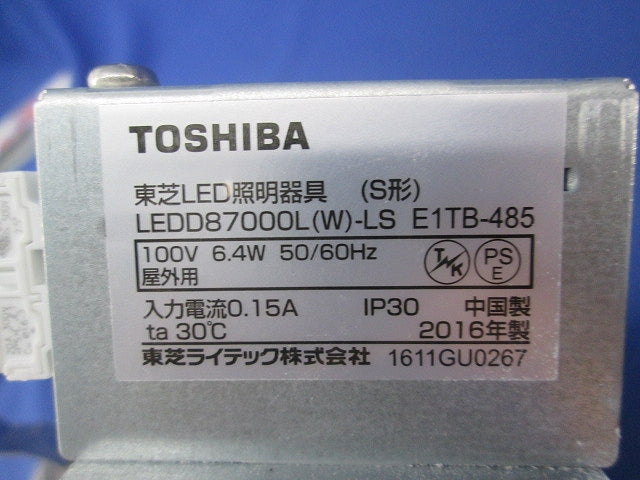 TOSHIBA
東芝LED照明器具 (S形)
LEDD87000L(W)-LS E1TB-485
100V 6.4W 50/60Hz
屋外用
PS
E
入力電流0.15A IP30 中国製
ta 30℃ 2016年製
東芝ライテック株式会社 1611GU0267